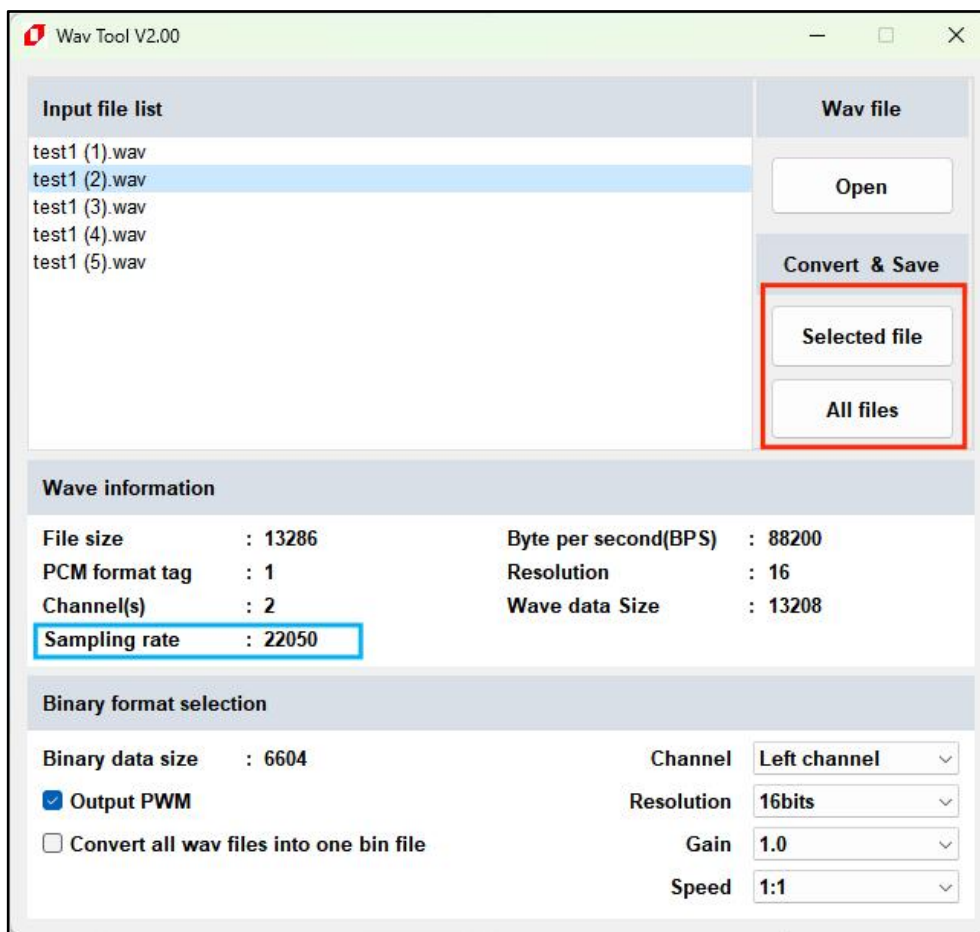 Wav Tool V2.00
Input file list
Wav file
test1 (1).wav
test1 (2).wav
test1 (3).wav
test1 (4).wav
test1 (5).wav
Open
Convert & Save
Selected file
All files
Wave information
File size : 13286
Byte per second(BPS) : 88200
PCM format tag : 1
Resolution : 16
Channel(s) : 2
Wave data Size : 13208
Sampling rate : 22050
Binary format selection
Binary data size : 6604
Channel Left channel
Output PWM
Resolution 16bits
Convert all wav files into one bin file
Gain 1.0
Speed 1:1